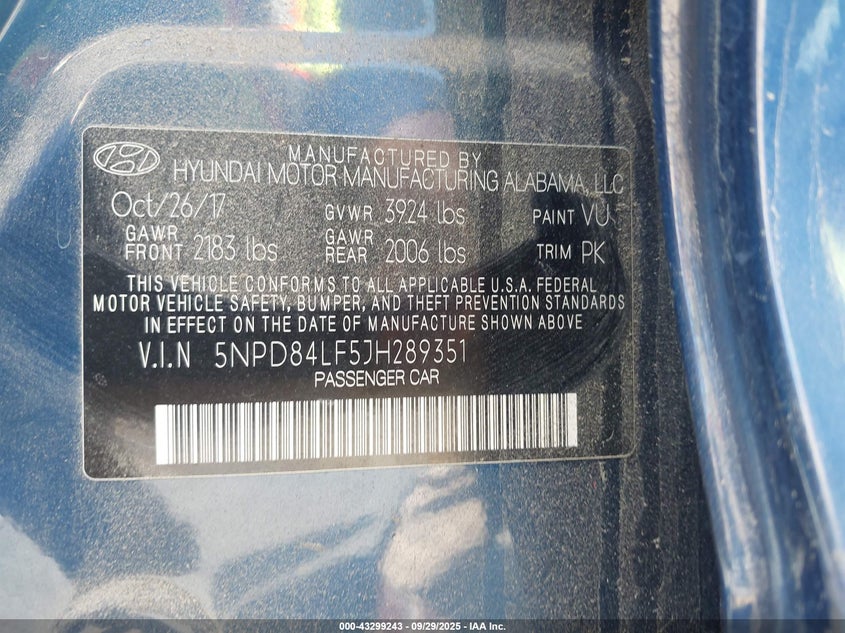 MANUFACTURED BY
HYUNDAI MOTOR MANUFACTURING ALABAMA, LLC
Oct/26/17 GVWR 3924 lbs PAINT VU
GAWR FRONT 2183 lbs GAWR REAR 2006 lbs TRIM PK
THIS VEHICLE CONFORMS TO ALL APPLICABLE U.S.A. FEDERAL
MOTOR VEHICLE SAFETY, BUMPER, AND THEFT PREVENTION STANDARDS
IN EFFECT ON THE DATE OF MANUFACTURE SHOWN ABOVE
V.I.N 5NPD84LF5JH289351
PASSENGER CAR
000-43299243 - 09/29/2025 - IAA Inc.